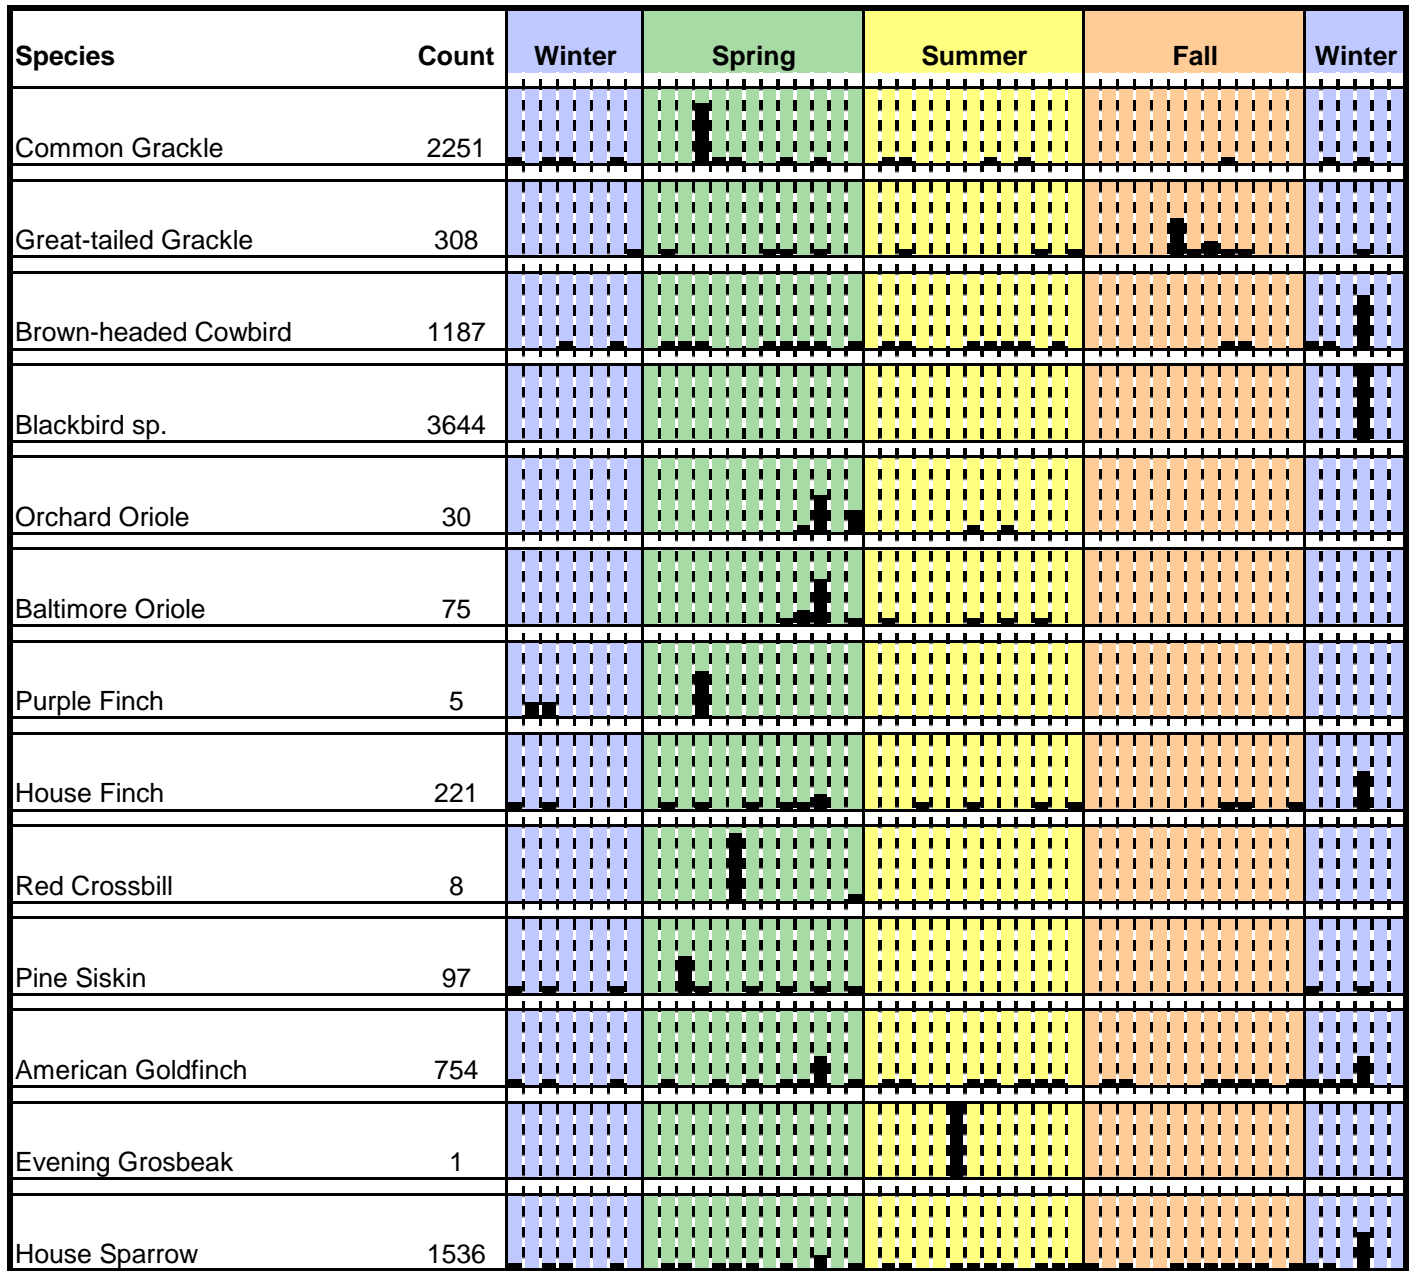 Species Count Winter Spring Summer Fall Winter
Common Grackle 2251
Great-tailed Grackle 308
Brown-headed Cowbird 1187
Blackbird sp. 3644
Orchard Oriole 30
Baltimore Oriole 75
Purple Finch 5
House Finch 221
Red Crossbill 8
Pine Siskin 97
American Goldfinch 754
Evening Grosbeak 1
House Sparrow 1536